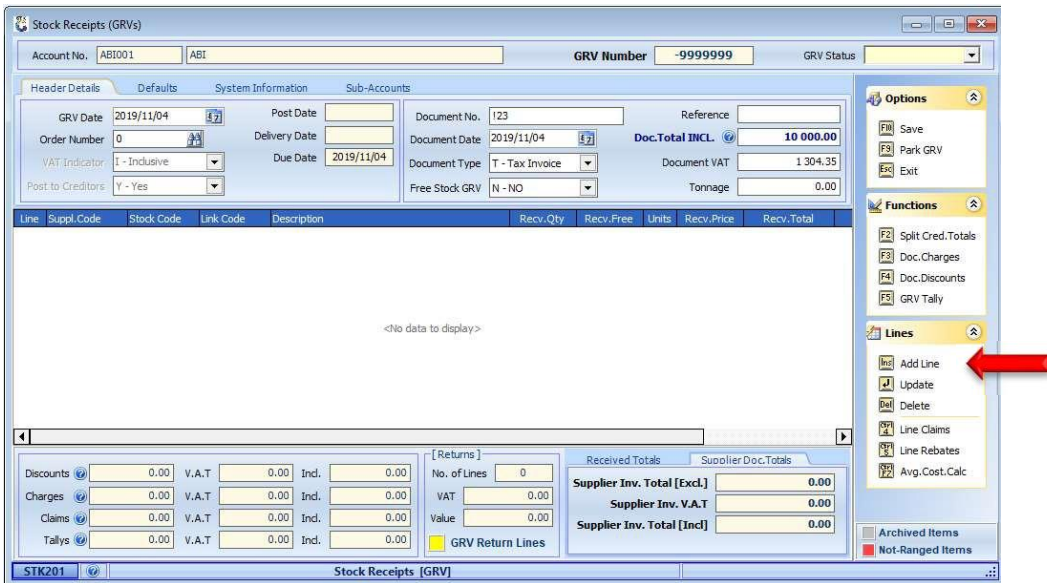 Stock Receipts (GRVs)
Account No. ABI001 ABI GRV Number -9999999 GRV Status
Header Details Defaults System Information Sub-Accounts
GRV Date 2019/11/04 Post Date Document No. !23 Reference
Order Number 0 Delivery Date Document Date 2019/11/04 Doc.Total INCL. 10 000.00
VAT Indicator I - Inclusive Due Date 2019/11/04 Document Type T - Tax Invoice Document VAT 1 304.35
Post to Creditors Y - Yes Free Stock GRV N - NO Tonnage 0.00
Line Suppl.Code Stock Code Link Code Description Recv.Qty Recv.Free Units Recv.Price Recv.Total
<No data to display>
Discounts 0.00 V.A.T 0.00 Incl. 0.00
Charges 0.00 V.A.T 0.00 Incl. 0.00
Claims 0.00 V.A.T 0.00 Incl. 0.00
Tallys 0.00 V.A.T 0.00 Incl. 0.00
[ Returns ]
No. of Lines 0
VAT 0.00
Value 0.00
GRV Return Lines
Received Totals Supplier Doc.Totals
Supplier Inv. Total [Excl.] 0.00
Supplier Inv. V.A.T 0.00
Supplier Inv. Total [Incl] 0.00
Options
F10 Save
F9 Park GRV
Esc Exit
Functions
F2 Split Cred.Totals
F3 Doc.Charges
F4 Doc.Discounts
F5 GRV Tally
Lines
Ins Add Line
Update
Del Delete
Line Claims
Line Rebates
Avg.Cost.Calc
Archived Items
Not-Ranged Items
STK201 Stock Receipts [GRV]